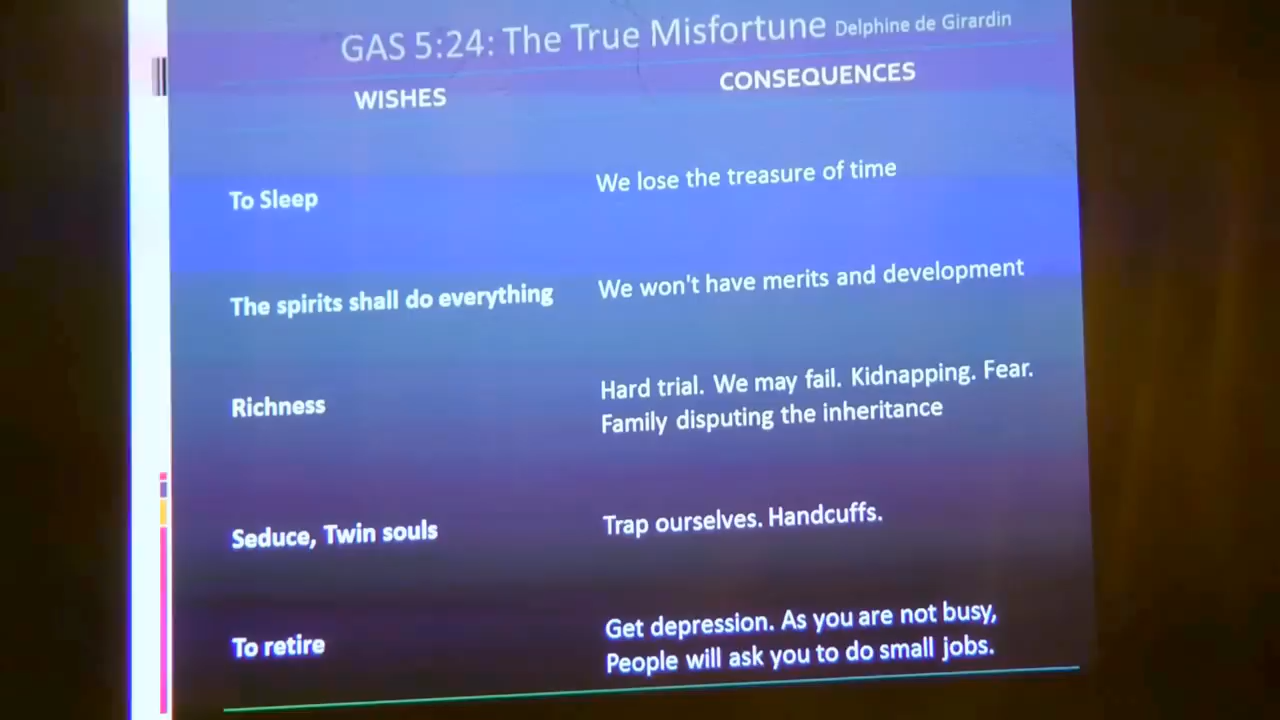 GAS 5:24: The True Misfortune Delphine de Girardin
WISHES
CONSEQUENCES
To Sleep
We lose the treasure of time
The spirits shall do everything
We won't have merits and development
Richness
Hard trial. We may fail. Kidnapping. Fear.
Family disputing the inheritance
Seduce, Twin souls
Trap ourselves. Handcuffs.
To retire
Get depression. As you are not busy,
People will ask you to do small jobs.